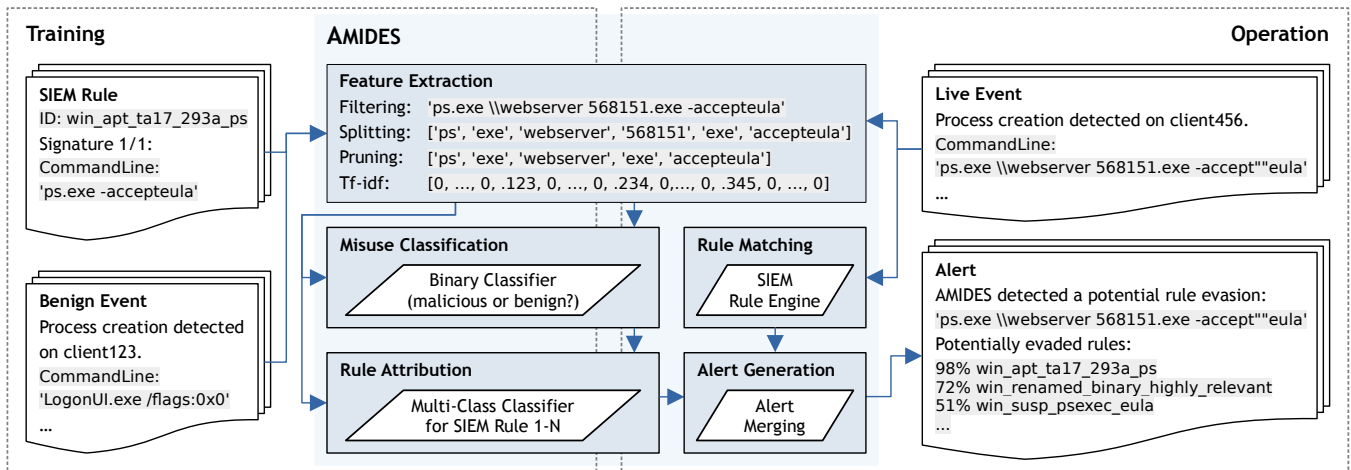 Training
AMIDES
Operation
SIEM Rule
ID: win_apt_ta17_293a_ps
Signature 1/1:
CommandLine:
'ps.exe -accepteula'
Benign Event
Process creation detected
on client123.
CommandLine:
'LogonUI.exe /flags:0x0'
...
Feature Extraction
Filtering: 'ps.exe \\webserver 568151.exe -accepteula'
Splitting: ['ps', 'exe', 'webserver', '568151', 'exe', 'accepteula']
Pruning: ['ps', 'exe', 'webserver', 'exe', 'accepteula']
Tf-idf: [0, ..., 0, .123, 0, ..., 0, .234, 0,..., 0, .345, 0, ..., 0]
Misuse Classification
Binary Classifier
(malicious or benign?)
Rule Matching
SIEM
Rule Engine
Rule Attribution
Multi-Class Classifier
for SIEM Rule 1-N
Alert Generation
Alert
Merging
Live Event
Process creation detected on client456.
CommandLine:
'ps.exe \\webserver 568151.exe -accept""eula'
...
Alert
AMIDES detected a potential rule evasion:
'ps.exe \\webserver 568151.exe -accept""eula'
Potentially evaded rules:
98% win_apt_ta17_293a_ps
72% win_renamed_binary_highly_relevant
51% win_susp_psexec_eula
...